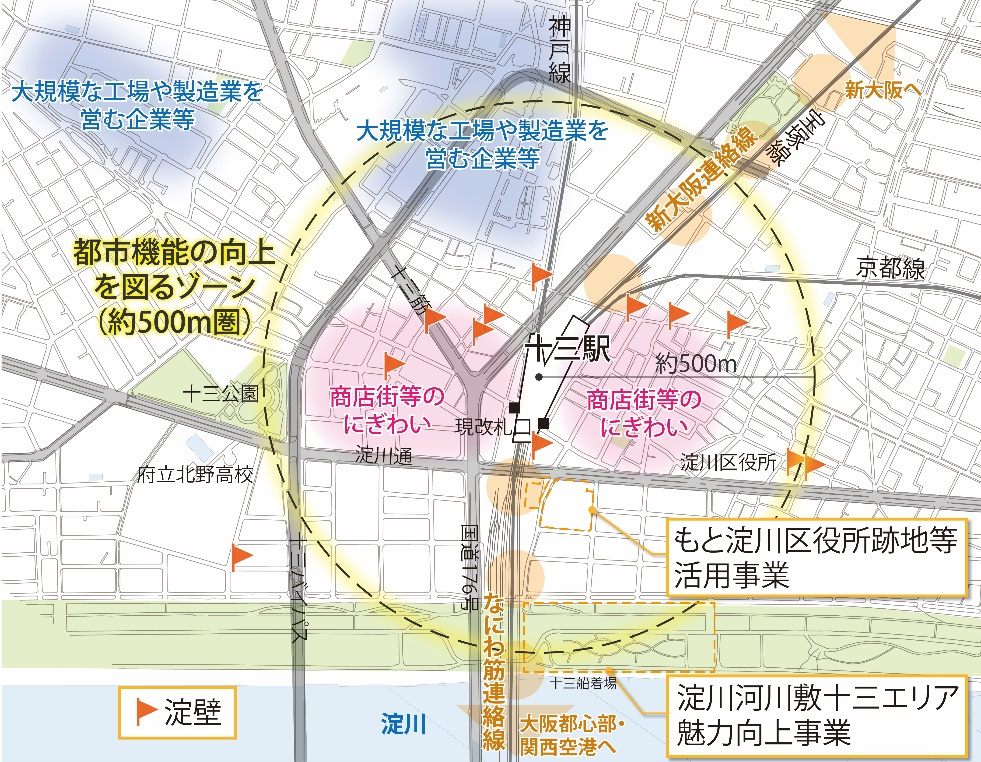 神戸線
大規模な工場や製造業を
営む企業等
大規模な工場や製造業を
営む企業等
新大阪へ
宝塚線
新大阪連絡線
都市機能の向上
を図るゾーン
（約500m圏）
京都線
十三筋
十三駅
約500m
十三公園
商店街等の
にぎわい
商店街等の
にぎわい
現改札口
淀川通
淀川区役所
府立北野高校
国道176号
十三バイパス
もと淀川区役所跡地等
活用事業
なにわ筋連絡線
十三船着場
淀川河川敷十三エリア
魅力向上事業
淀壁
淀川
大阪都心部・
関西空港へ